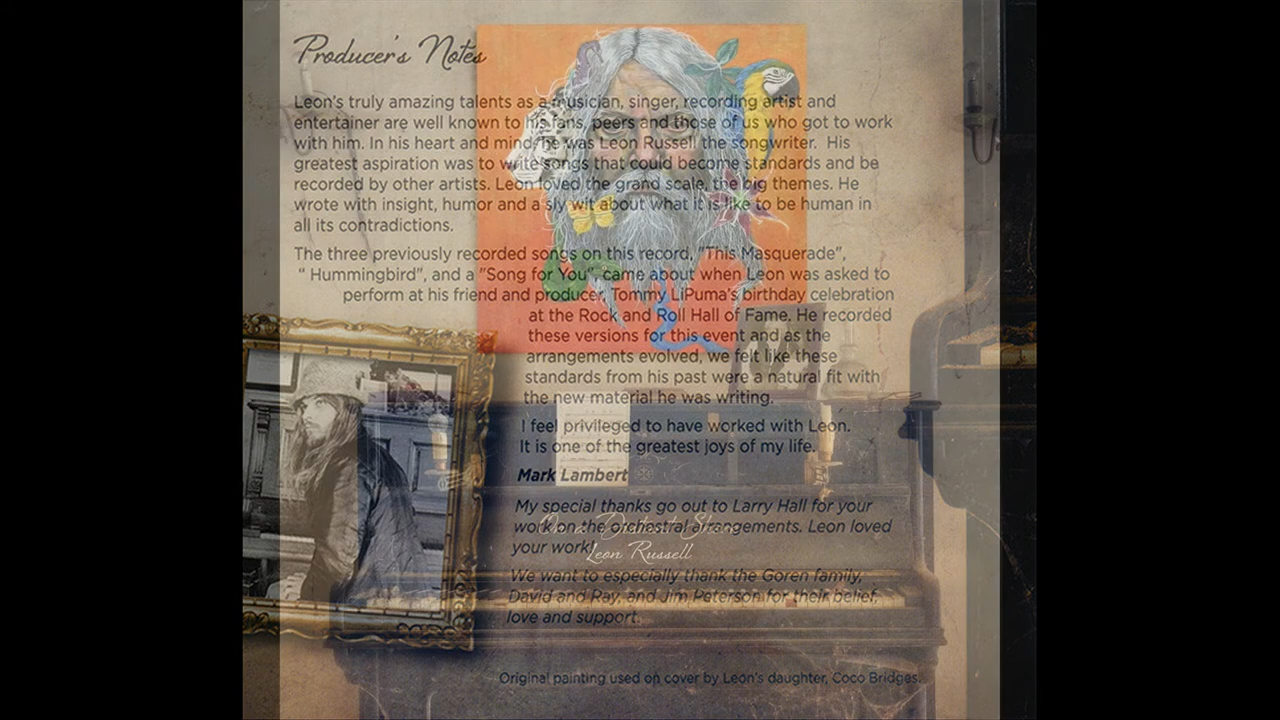 Producer's Notes
Leon's truly amazing talents as a musician, singer, recording artist and
entertainer are well known to his fans, peers and those of us who got to work
with him. In his heart and mind, he was Leon Russell the songwriter. His
greatest aspiration was to write songs that could become standards and be
recorded by other artists. Leon loved the grand scale, the big themes. He
wrote with insight, humor and a sly wit about what it is like to be human in
all its contradictions.
The three previously recorded songs on this record, "This Masquerade",
" Hummingbird", and a "Song for You" came about when Leon was asked to
perform at his friend and producer, Tommy LiPuma's birthday celebration
at the Rock and Roll Hall of Fame. He recorded
these versions for this event and as the
arrangements evolved, we felt like these
standards from his past were a natural fit with
the new material he was writing.
I feel privileged to have worked with Leon.
It is one of the greatest joys of my life.
Mark Lambert
My special thanks go out to Larry Hall for your
work on the orchestral arrangements. Leon loved
your work!
On a Distant Shore
Leon Russell
We want to especially thank the Goren family,
David and Ray, and Jim Peterson for their belief,
love and support.
Original painting used on cover by Leon's daughter, Coco Bridges.